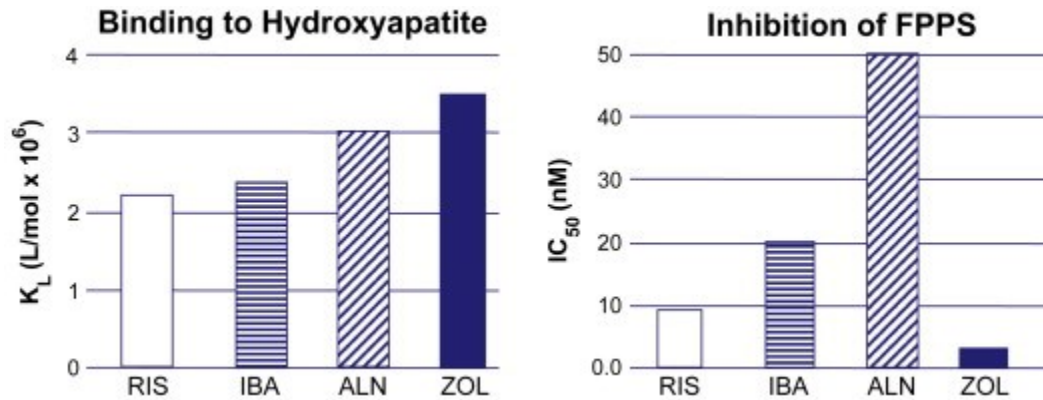 Binding to Hydroxyapatite
K_L (L/mol x 10⁶)
4
3
2
1
0
RIS IBA ALN ZOL
Inhibition of FPPS
IC₅₀ (nM)
50
40
30
20
10
0.0
RIS IBA ALN ZOL